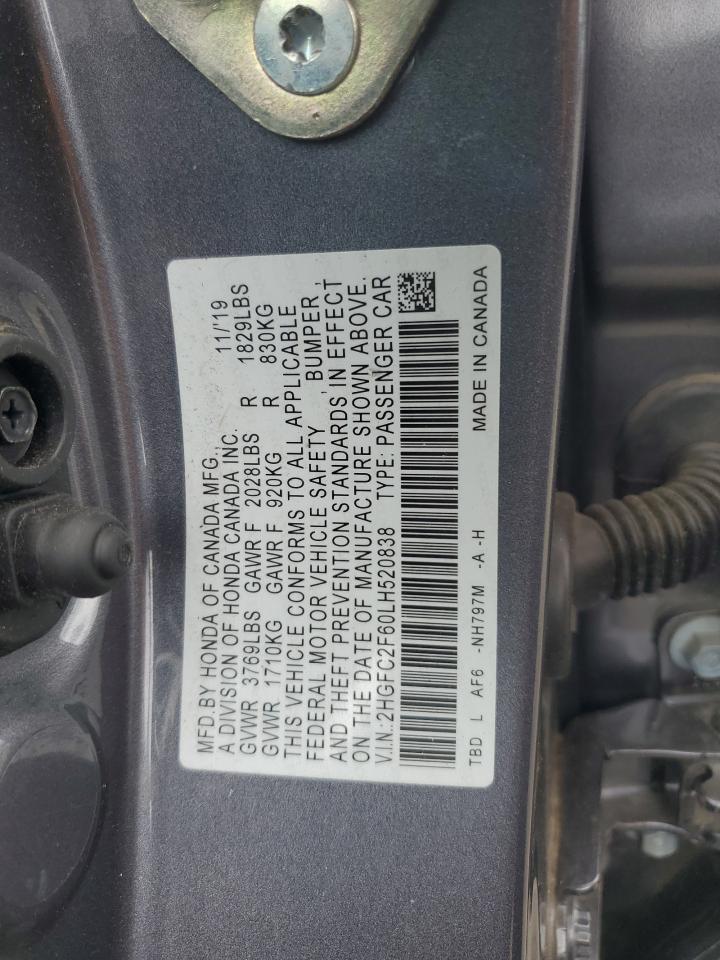 MFD.BY HONDA OF CANADA MFG., 11/'19
A DIVISION OF HONDA CANADA INC.
GVWR 3769LBS GAWR F 2028LBS R 1829LBS
GVWR 1710KG GAWR F 920KG R 830KG
THIS VEHICLE CONFORMS TO ALL APPLICABLE
FEDERAL MOTOR VEHICLE SAFETY BUMPER ,
AND THEFT PREVENTION STANDARDS IN EFFECT
ON THE DATE OF MANUFACTURE SHOWN ABOVE.
V.I.N.:2HGFC2F60LH520838 TYPE: PASSENGER CAR
TBD L AF6 -NH797M -A -H MADE IN CANADA